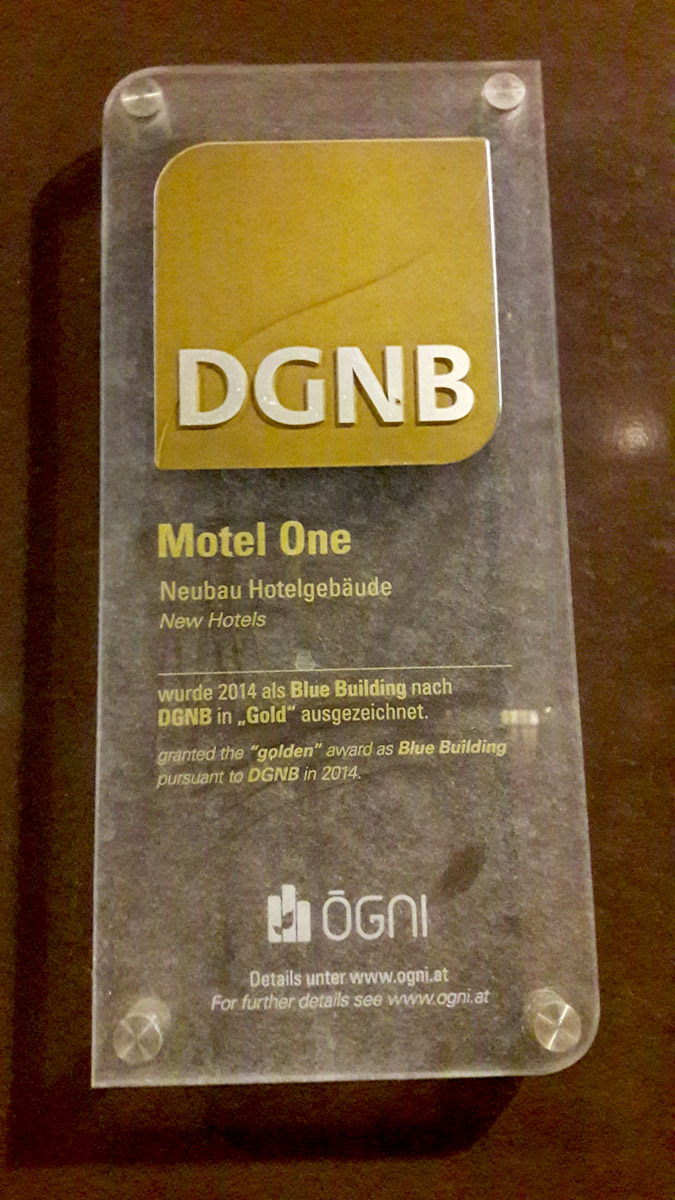 DGNB
Motel One
Neubau Hotelgebäude
New Hotels
wurde 2014 als Blue Building nach
DGNB in „Gold“ ausgezeichnet.
granted the “golden” award as Blue Building
pursuant to DGNB in 2014.
ŌGNI
Details unter www.ogni.at
For further details see www.ogni.at